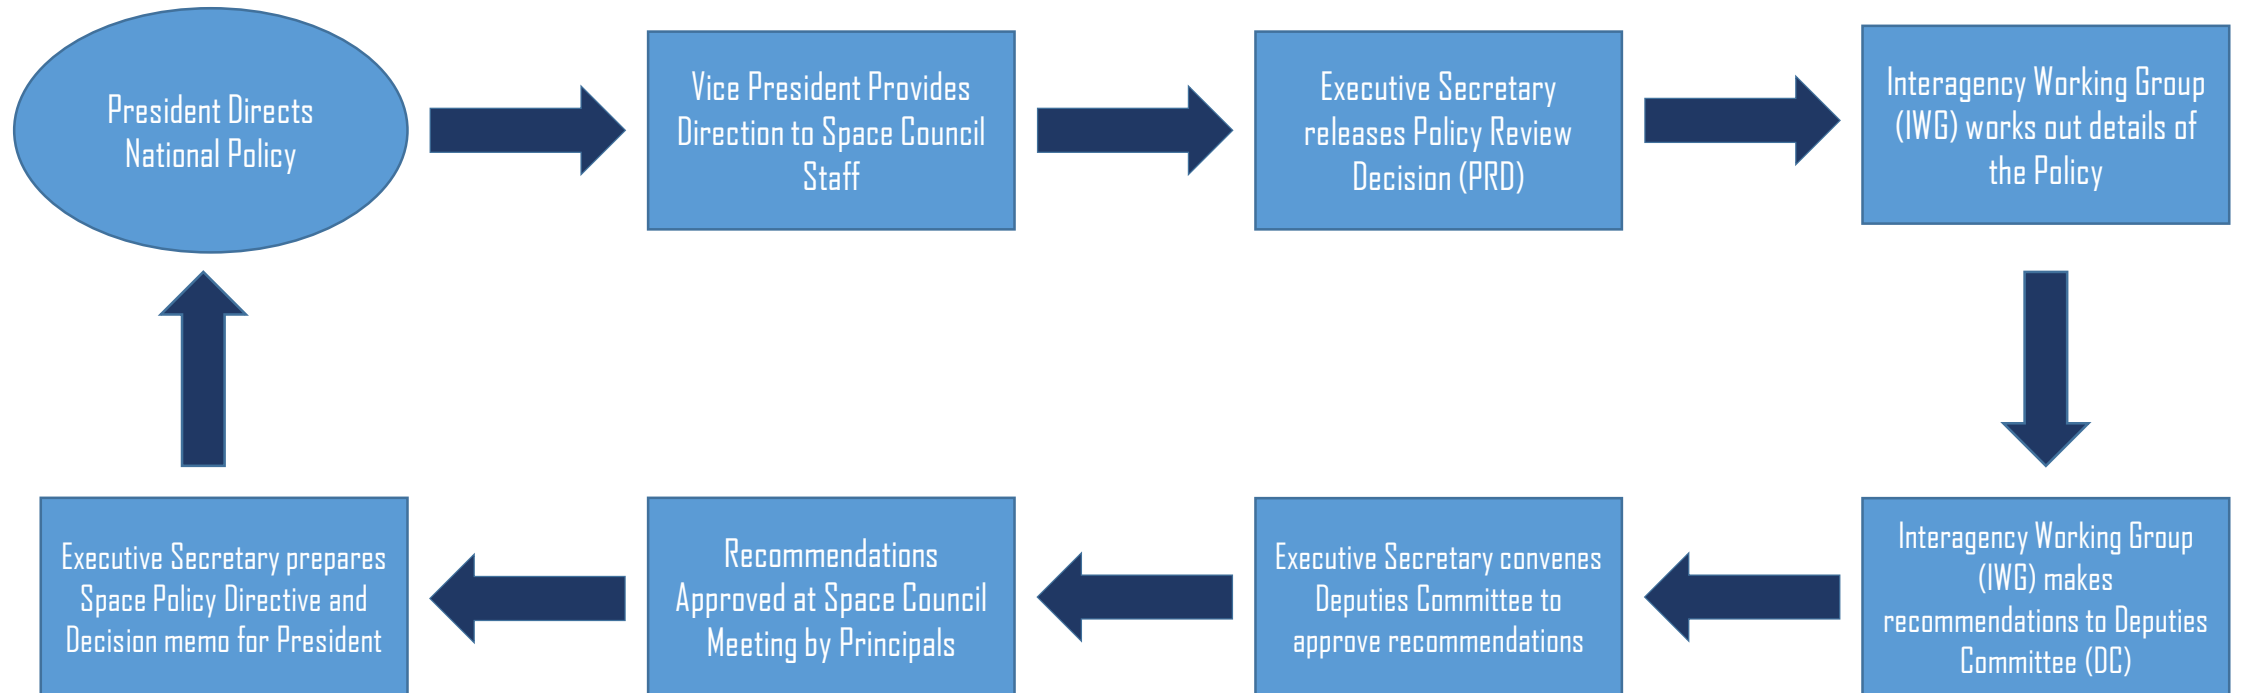 President Directs
National Policy
Vice President Provides
Direction to Space Council
Staff
Executive Secretary
releases Policy Review
Decision (PRD)
Interagency Working Group
(IWG) works out details of
the Policy
Interagency Working Group
(IWG) makes
recommendations to Deputies
Committee (DC)
Executive Secretary convenes
Deputies Committee to
approve recommendations
Recommendations
Approved at Space Council
Meeting by Principals
Executive Secretary prepares
Space Policy Directive and
Decision memo for President